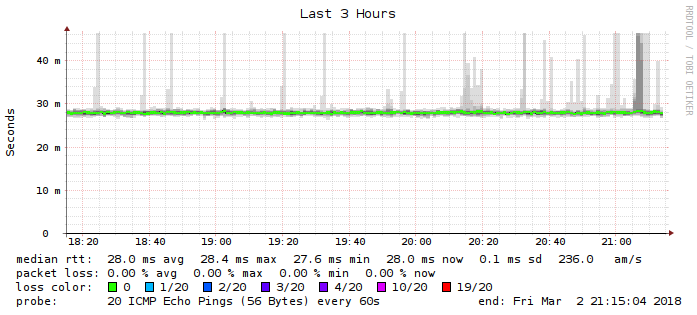 Last 3 Hours
RRDTOOL / TOBI OETIKER
Seconds
40 m
30 m
20 m
10 m
0
18:20 18:40 19:00 19:20 19:40 20:00 20:20 20:40 21:00
median rtt: 28.0 ms avg 28.4 ms max 27.6 ms min 28.0 ms now 0.1 ms sd 236.0 am/s
packet loss: 0.00 % avg 0.00 % max 0.00 % min 0.00 % now
loss color: 0 1/20 2/20 3/20 4/20 10/20 19/20
probe: 20 ICMP Echo Pings (56 Bytes) every 60s end: Fri Mar 2 21:15:04 2018